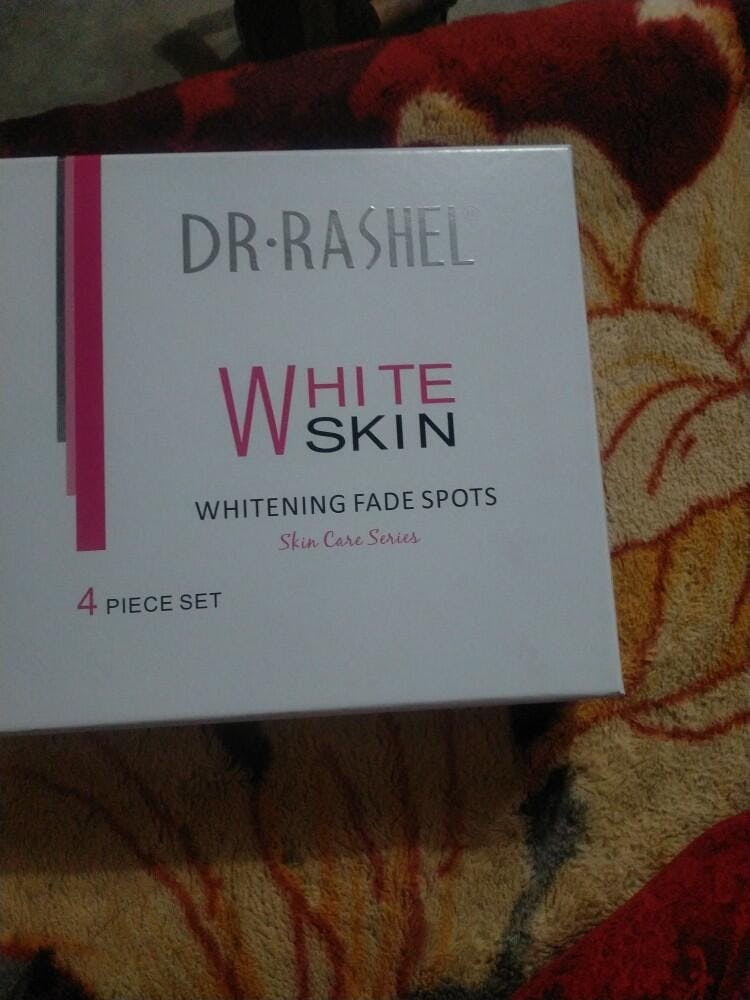 DR·RASHEL®
WHITE
SKIN
WHITENING FADE SPOTS
Skin Care Series
4 PIECE SET